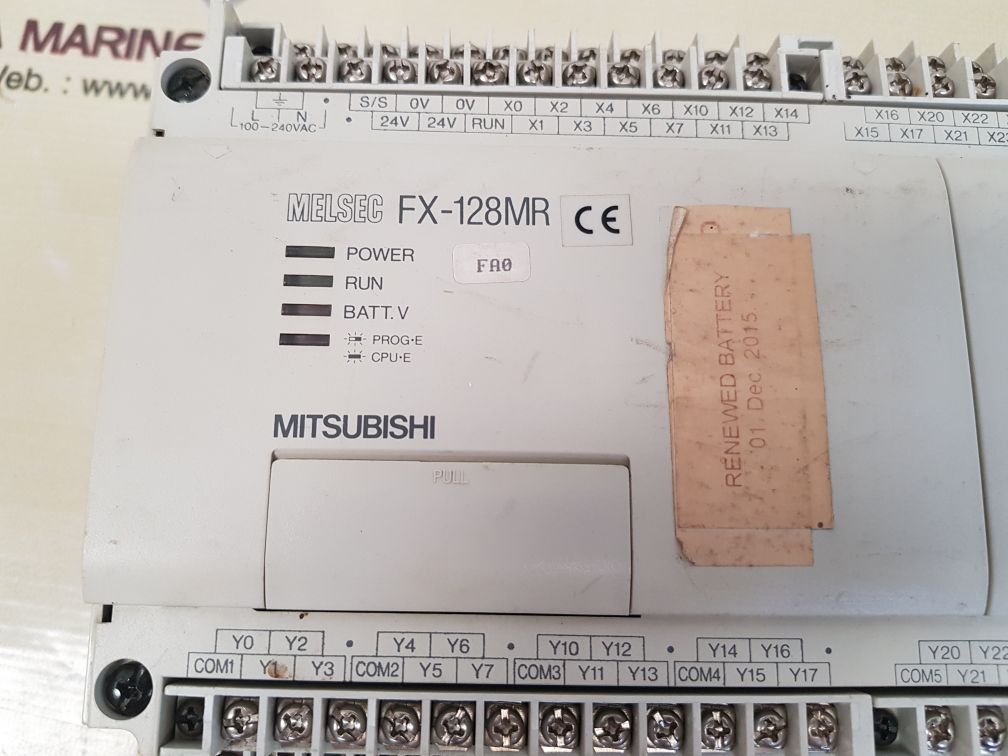 MARINE
Web. : www
S/S 0V 0V X0 X2 X4 X6 X10 X12 X14
L N 24V 24V RUN X1 X3 X5 X7 X11 X13
100-240VAC
X16 X20 X22
X15 X17 X21
MELSEC FX-128MR CE
POWER
FA0
RUN
BATT.V
PROG•E
CPU•E
RENEWED BATTERY
01. Dec. 2015.
MITSUBISHI
PULL
Y0 Y2 Y4 Y6 Y10 Y12 Y14 Y16 Y20 Y22
COM1 Y1 Y3 COM2 Y5 Y7 COM3 Y11 Y13 COM4 Y15 Y17 COM5 Y21